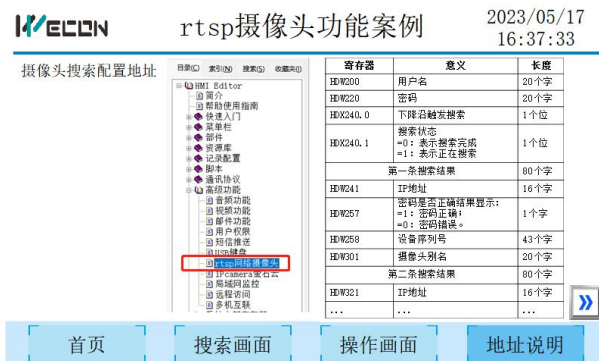 WECON
rtsp摄像头功能案例
2023/05/17
16:37:33
摄像头搜索配置地址
目录(C) 索引(N) 搜索(S) 收藏夹(I)
HMI Editor
简介
帮助使用指南
快速入门
菜单栏
部件
资源库
记录配置
脚本
通讯协议
高级功能
音频功能
视频功能
邮件功能
用户权限
短信推送
USB键盘
rtsp网络摄像头
IPcamera萤石云
局域网监控
远程访问
多机互联
寄存器 意义 长度
HDW200 用户名 20个字
HDW220 密码 20个字
HDX240.0 下降沿触发搜索 1个位
HDX240.1 搜索状态
=0: 表示搜索完成
=1: 表示正在搜索 1个位
第一条搜索结果 80个字
HDW241 IP地址 16个字
HDW257 密码是否正确结果显示:
=1: 密码正确;
=0: 密码错误。 1个字
HDW258 设备序列号 43个字
HDW301 摄像头别名 20个字
第二条搜索结果 80个字
HDW321 IP地址 16个字
... ... ...
»
首页 搜索画面 操作画面 地址说明